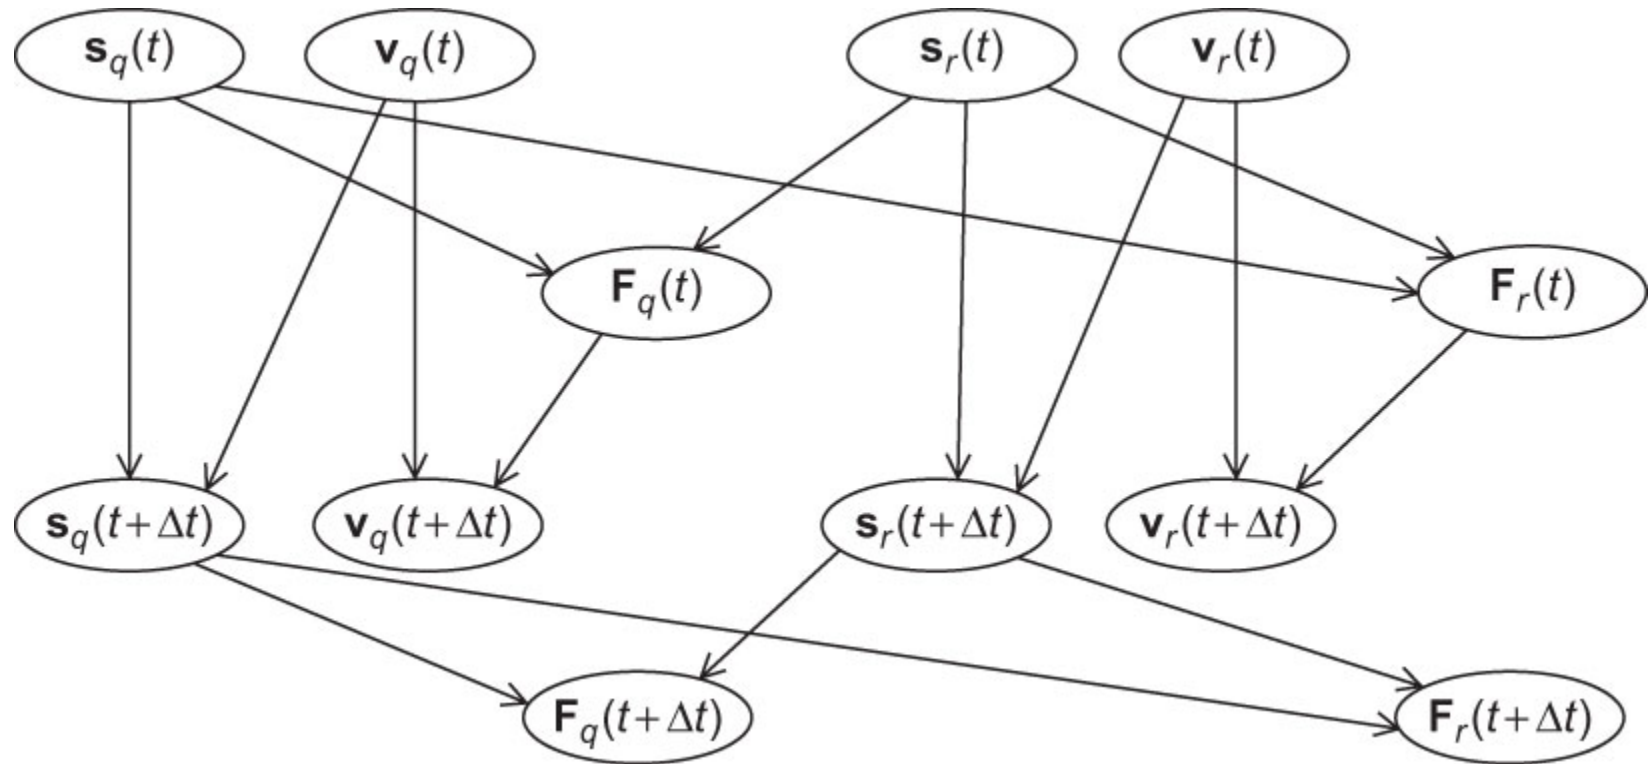 s_q(t) v_q(t) s_r(t) v_r(t)
F_q(t) F_r(t)
s_q(t+Δt) v_q(t+Δt) s_r(t+Δt) v_r(t+Δt)
F_q(t+Δt) F_r(t+Δt)